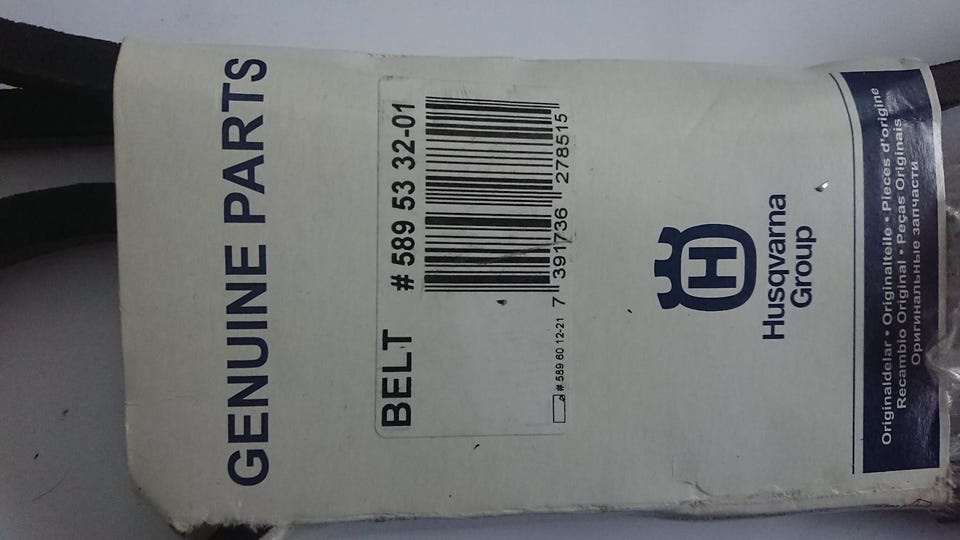 GENUINE PARTS
BELT # 589 53 32-01
7 391736 278515
# 589 60 12-21
H
Husqvarna
Group
Originaldelar • Originalteile • Pieces d'origine
Recambio Original • Peças Originais
Оригинальные запчасти